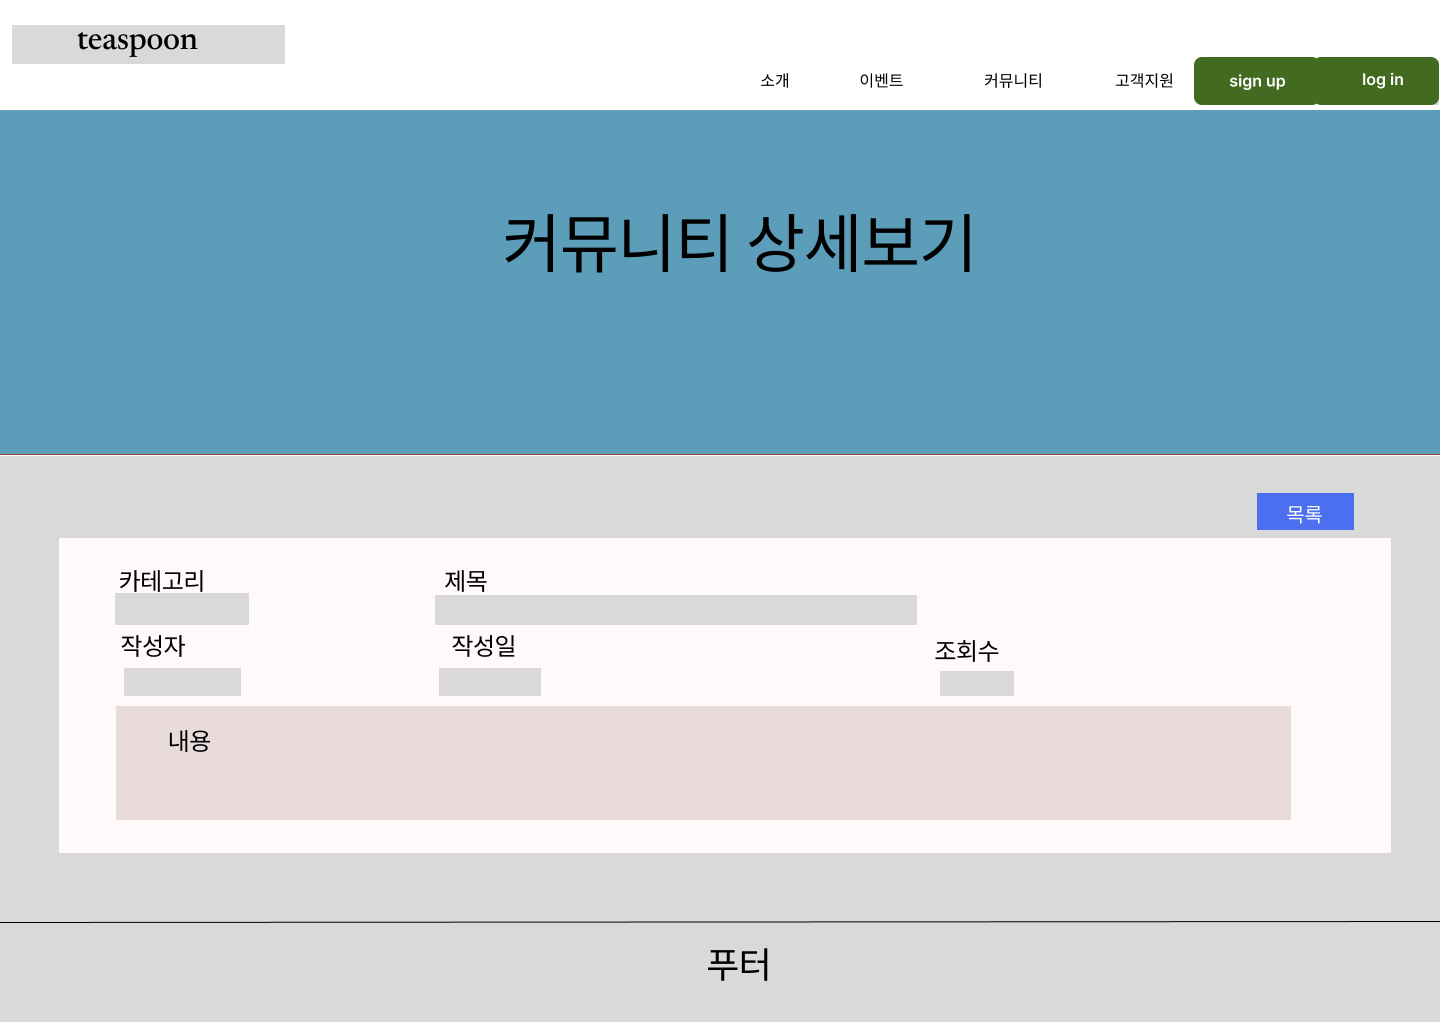 teaspoon
소개 이벤트 커뮤니티 고객지원 sign up log in
커뮤니티 상세보기
목록
카테고리 제목
작성자 작성일 조회수
내용
푸터